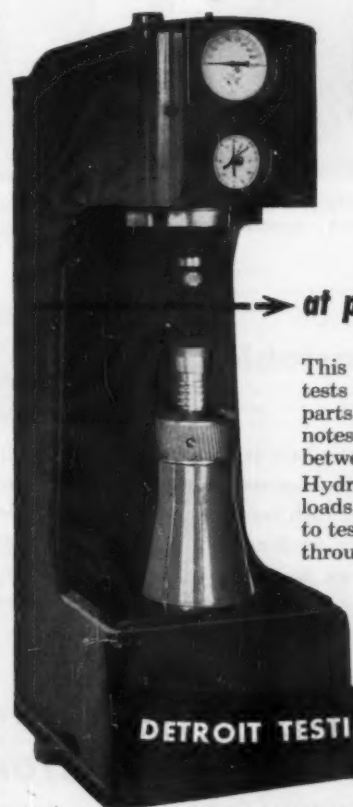 at p
This
tests
parts
notes
betwe
Hydr
loads
to tes
throu
DETROIT TESTI